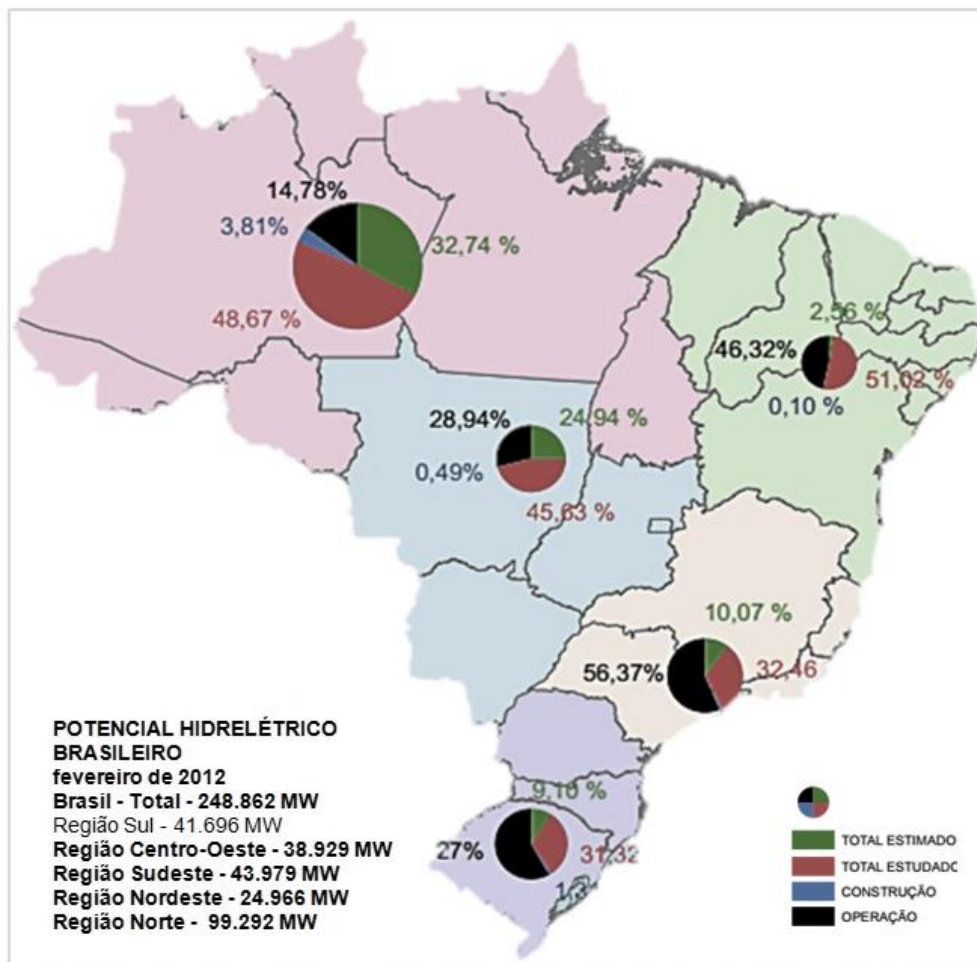 14,78%
3,81%
32,74 %
48,67 %
2,56 %
46,32%
51,02 %
0,10 %
28,94%
24,94 %
0,49%
45,63 %
10,07 %
56,37%
32,46
9,10 %
27%
31,32
POTENCIAL HIDRELÉTRICO
BRASILEIRO
fevereiro de 2012
Brasil - Total - 248.862 MW
Região Sul - 41.696 MW
Região Centro-Oeste - 38.929 MW
Região Sudeste - 43.979 MW
Região Nordeste - 24.966 MW
Região Norte - 99.292 MW
TOTAL ESTIMADO
TOTAL ESTUDADO
CONSTRUÇÃO
OPERAÇÃO